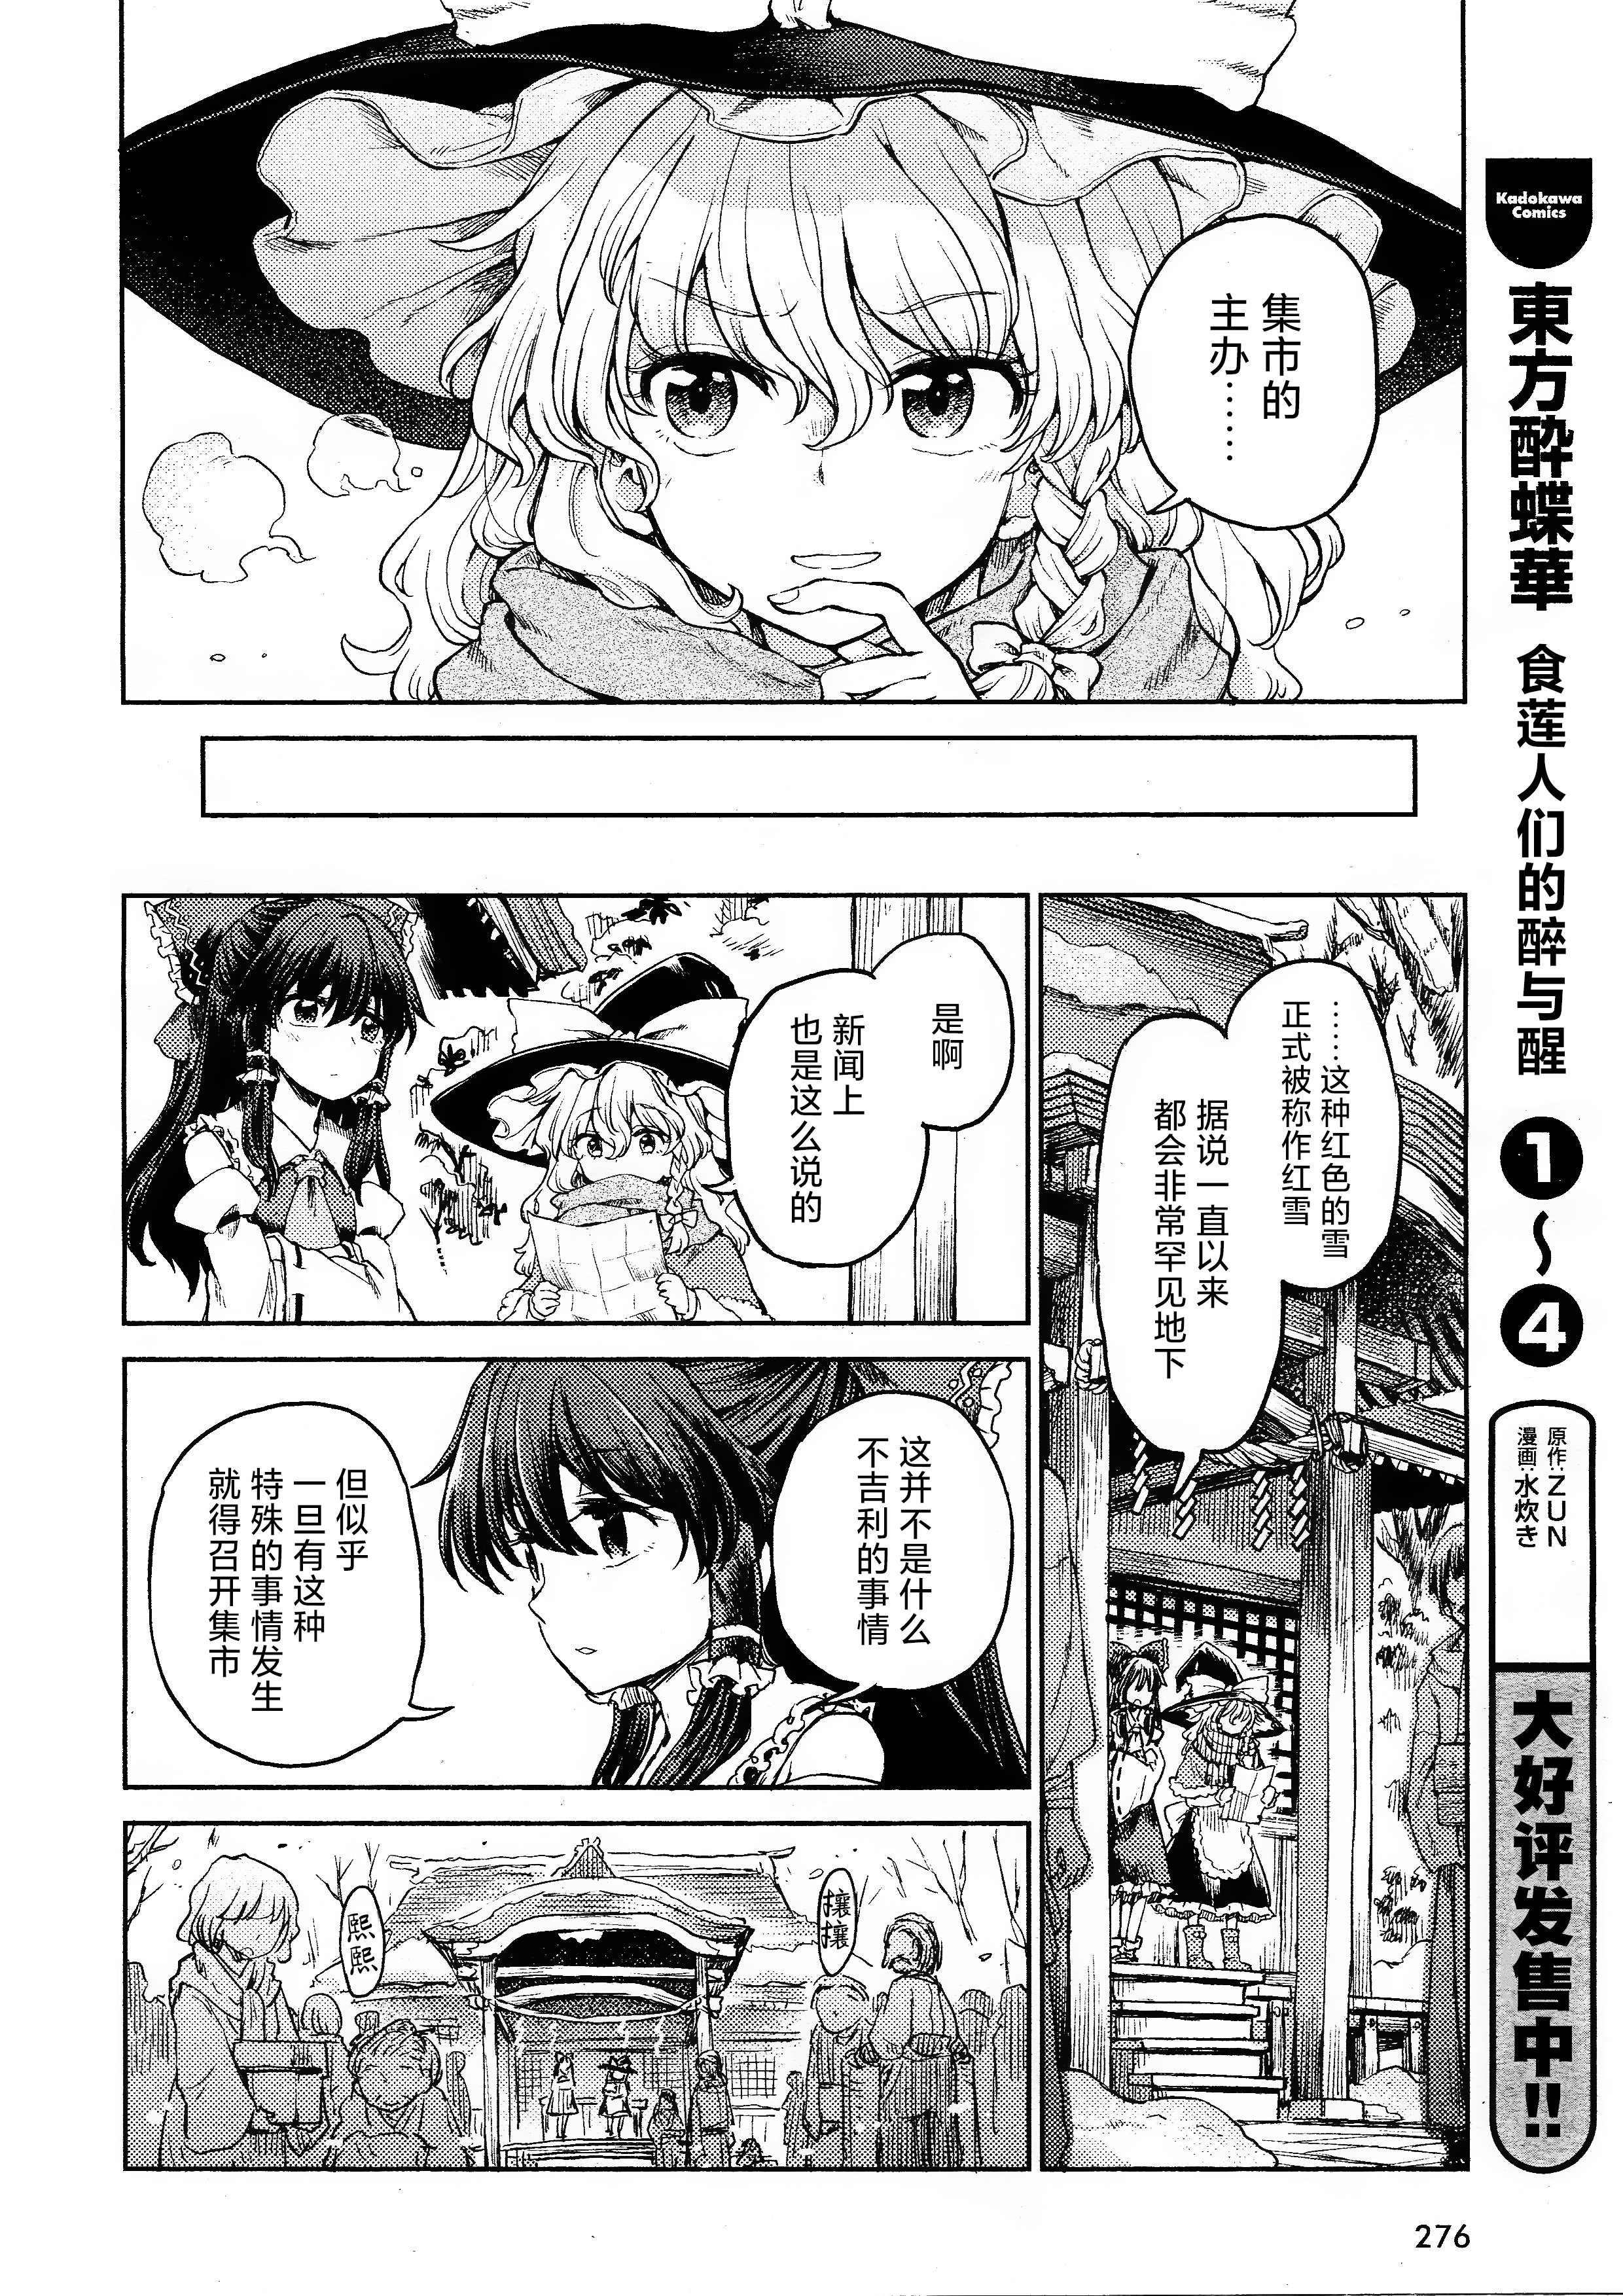 集市的
主办……
……这种红色的雪
正式被称作红雪
据说一直以来
都会非常罕见地下
是啊
新闻上
也是这么说的
这并不是什么
不吉利的事情
但似乎
一旦有这种
特殊的事情发生
就得召开集市
攘攘
熙熙
Kadokawa
Comics
東方酔蝶華 食莲人们的醉与醒 1～4
原作:ZUN
漫画:水炊き
大好评发售中!!
276